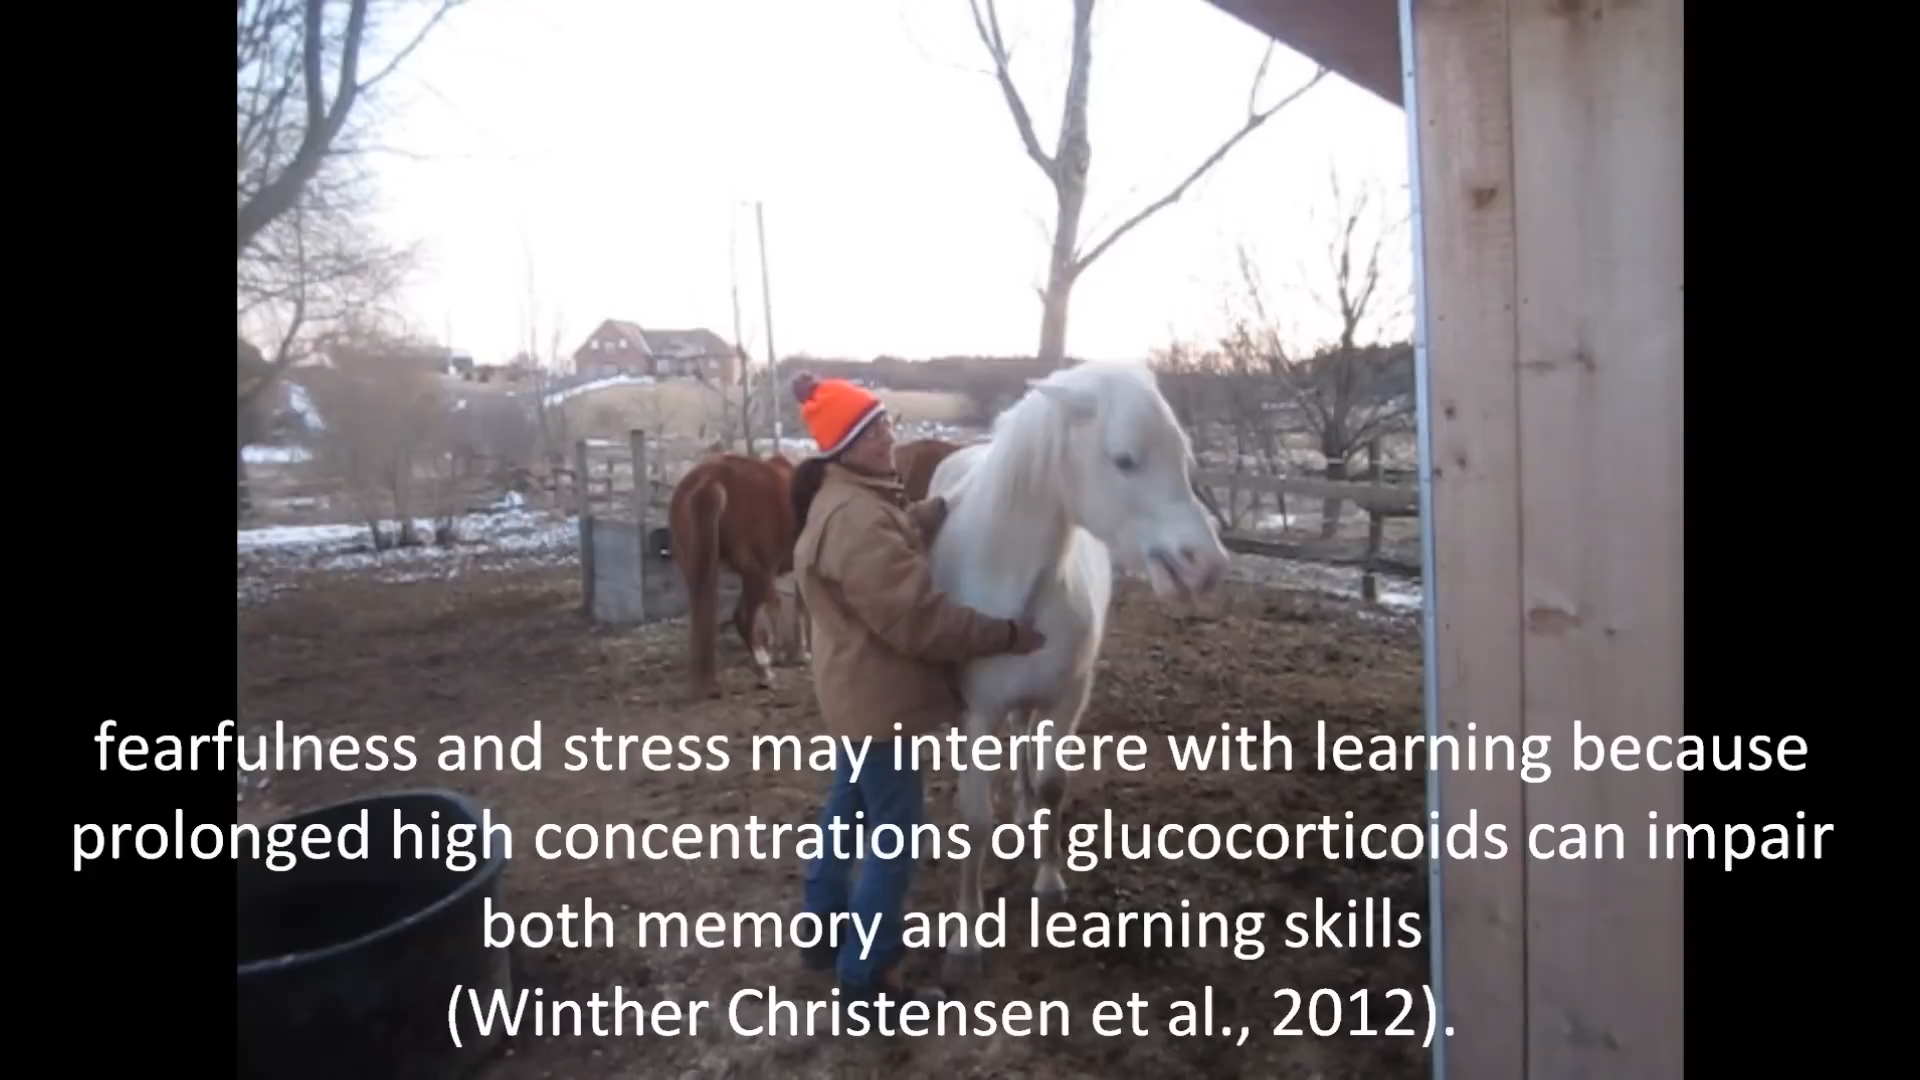 fearfulness and stress may interfere with learning because
prolonged high concentrations of glucocorticoids can impair
both memory and learning skills
(Winther Christensen et al., 2012).